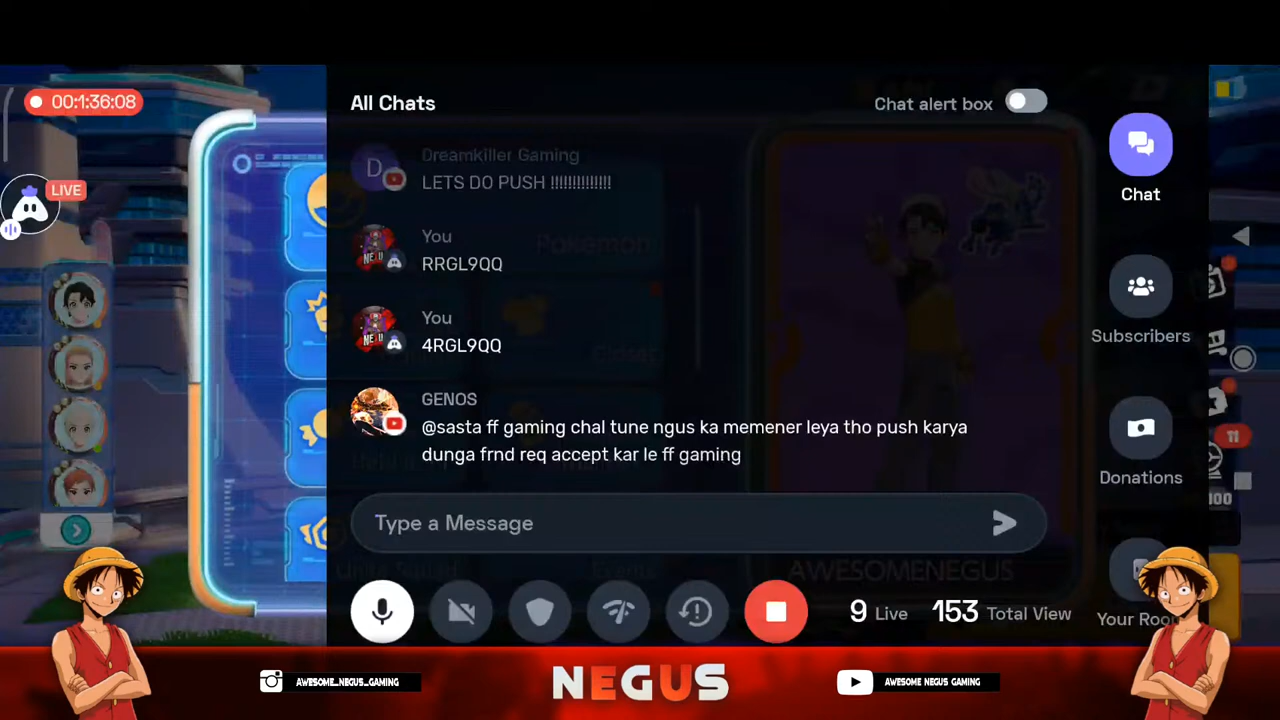 00:1:36:08
All Chats
Chat alert box
LIVE
D
Dreamkiller Gaming
LETS DO PUSH !!!!!!!!!!!!!!
Chat
You
RRGL9QQ
Pokémon
You
4RGL9QQ
Subscribers
GENOS
@sasta ff gaming chal tune ngus ka memener leya tho push karya
dunga frnd req accept kar le ff gaming
11
Donations
Type a Message
AWESOMENEGUS
9 Live
153 Total View
Your Roo
AWESOME_NEGUS_GAMING
NEGUS
AWESOME NEGUS GAMING